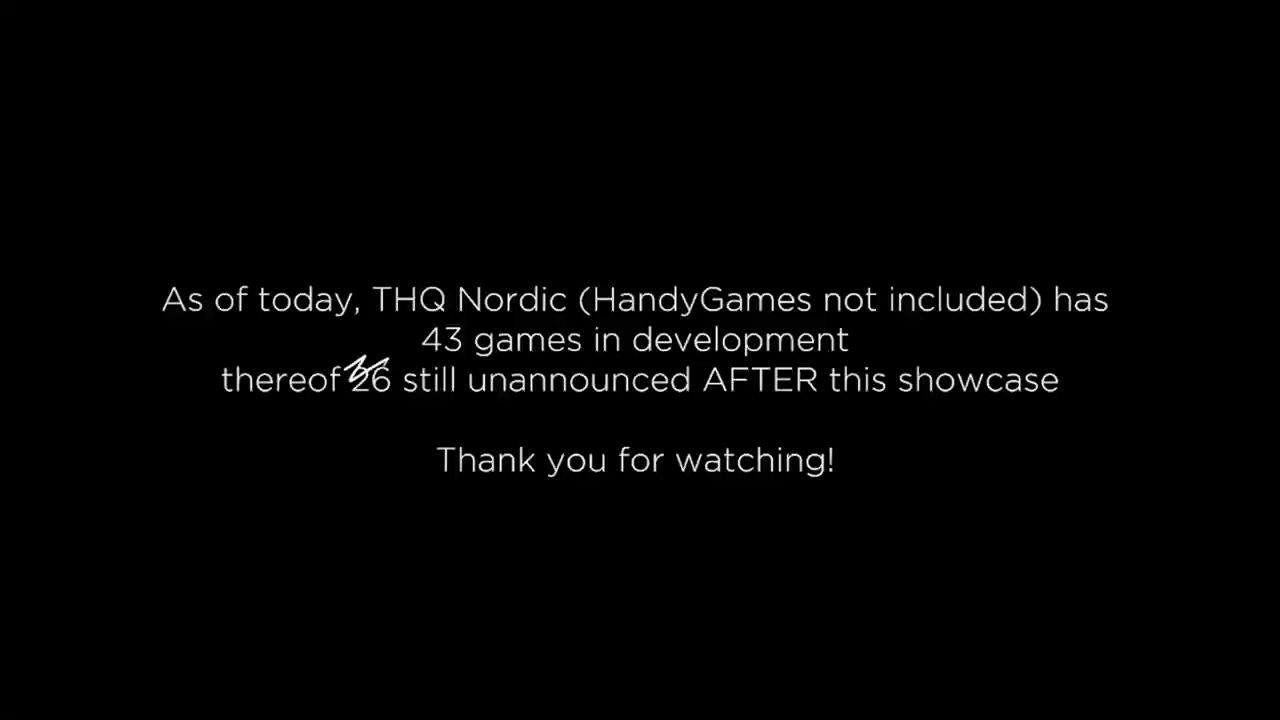 As of today, THQ Nordic (HandyGames not included) has
43 games in development
thereof 26 still unannounced AFTER this showcase
Thank you for watching!